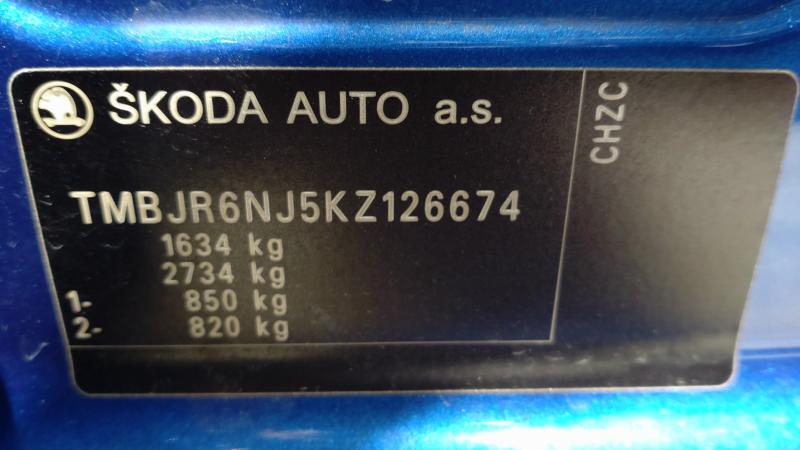 ŠKODA AUTO a.s.
CHZC
TMBJR6NJ5KZ126674
1634 kg
2734 kg
1- 850 kg
2- 820 kg